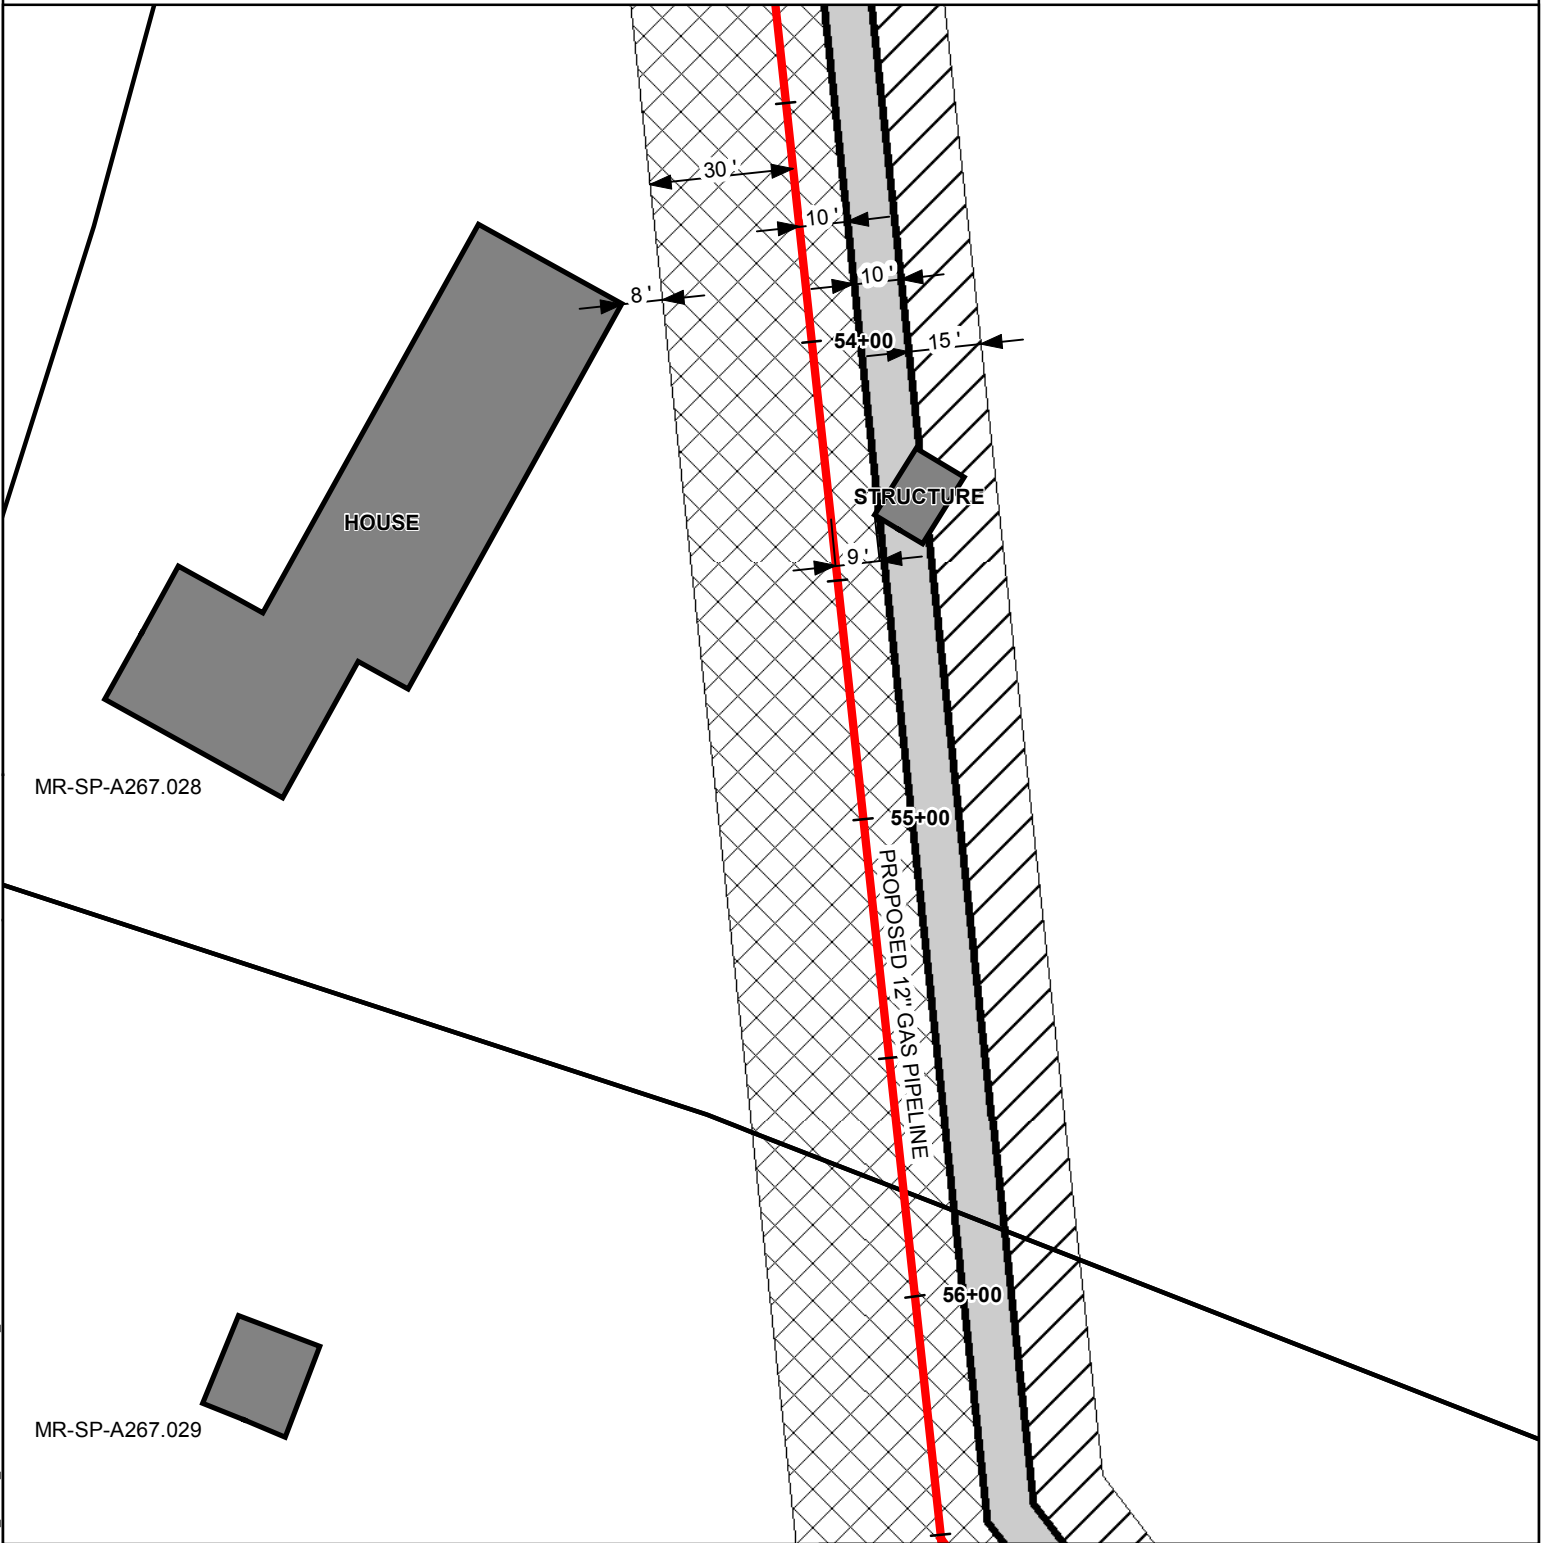 30'
10'
10'
8'
54+00
15'
STRUCTURE
HOUSE
9'
MR-SP-A267.028
55+00
PROPOSED 12" GAS PIPELINE
56+00
MR-SP-A267.029